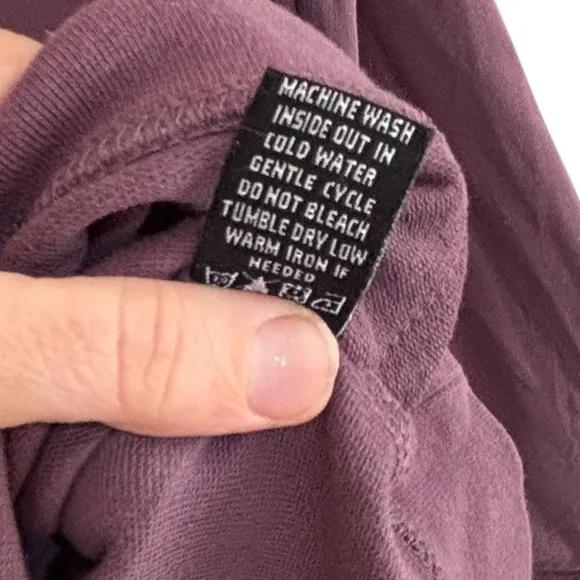 MACHINE WASH
INSIDE OUT IN
COLD WATER
GENTLE CYCLE
DO NOT BLEACH
TUMBLE DRY LOW
WARM IRON IF
NEEDED